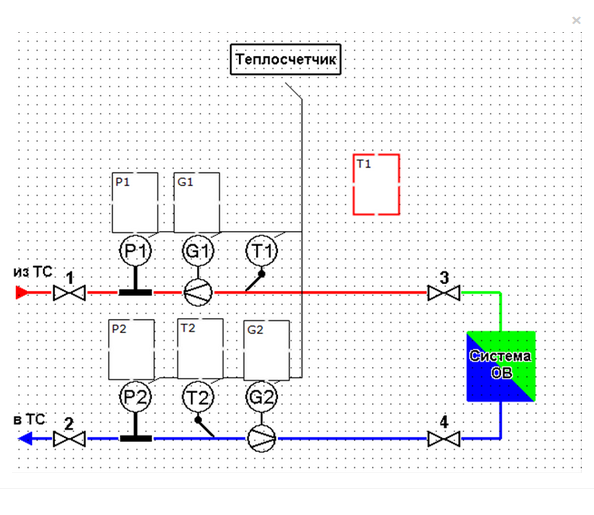 ×
Теплосчетчик
T1
P1
G1
P1
G1
T1
из ТС
1
3
P2
T2
G2
Система
ОВ
P2
T2
G2
в ТС
2
4